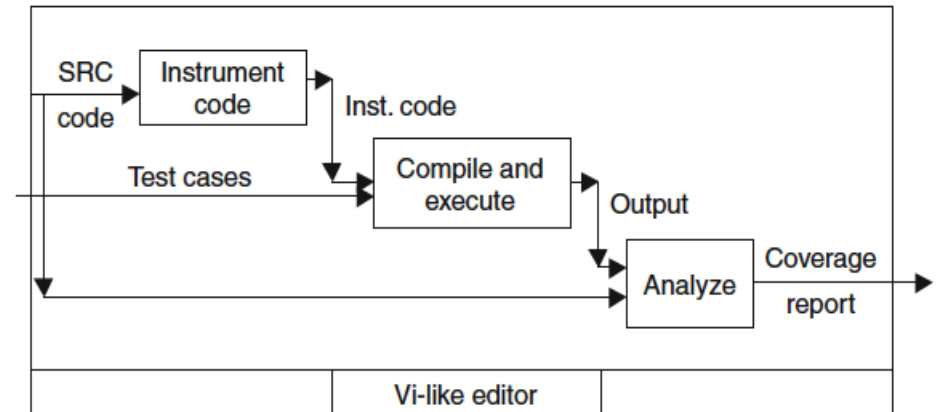 SRC
code
Instrument
code
Inst. code
Test cases
Compile and
execute
Output
Analyze
Coverage
report
Vi-like editor